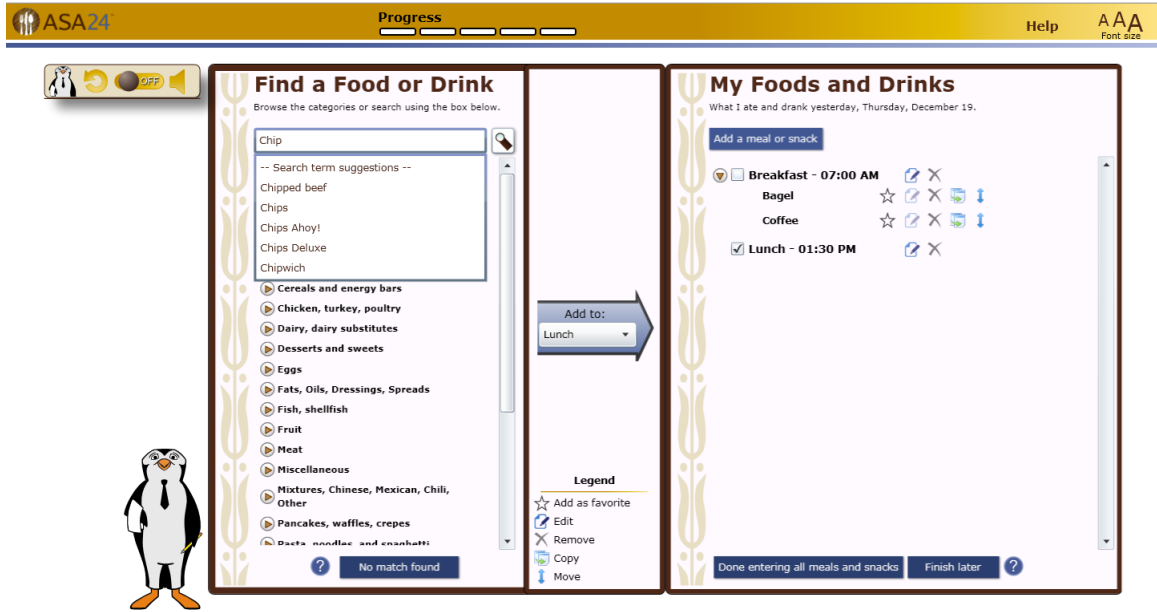 ASA24
Progress
Help
A A A
Font size
OFF
Find a Food or Drink
Browse the categories or search using the box below.
Chip
-- Search term suggestions --
Chipped beef
Chips
Chips Ahoy!
Chips Deluxe
Chipwich
Cereals and energy bars
Chicken, turkey, poultry
Dairy, dairy substitutes
Desserts and sweets
Eggs
Fats, Oils, Dressings, Spreads
Fish, shellfish
Fruit
Meat
Miscellaneous
Mixtures, Chinese, Mexican, Chili,
Other
Pancakes, waffles, crepes
Pasta, noodles, and spaghetti
? No match found
Add to:
Lunch
Legend
Add as favorite
Edit
Remove
Copy
Move
My Foods and Drinks
What I ate and drank yesterday, Thursday, December 19.
Add a meal or snack
Breakfast - 07:00 AM
Bagel
Coffee
Lunch - 01:30 PM
Done entering all meals and snacks Finish later ?